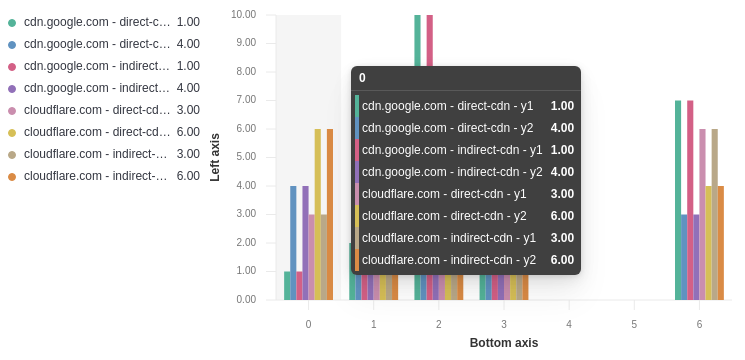 cdn.google.com - direct-c… 1.00
cdn.google.com - direct-c… 4.00
cdn.google.com - indirect… 1.00
cdn.google.com - indirect… 4.00
cloudflare.com - direct-cd… 3.00
cloudflare.com - direct-cd… 6.00
cloudflare.com - indirect-… 3.00
cloudflare.com - indirect-… 6.00
Left axis
10.00
9.00
8.00
7.00
6.00
5.00
4.00
3.00
2.00
1.00
0.00
0
cdn.google.com - direct-cdn - y1 1.00
cdn.google.com - direct-cdn - y2 4.00
cdn.google.com - indirect-cdn - y1 1.00
cdn.google.com - indirect-cdn - y2 4.00
cloudflare.com - direct-cdn - y1 3.00
cloudflare.com - direct-cdn - y2 6.00
cloudflare.com - indirect-cdn - y1 3.00
cloudflare.com - indirect-cdn - y2 6.00
0 1 2 3 4 5 6
Bottom axis